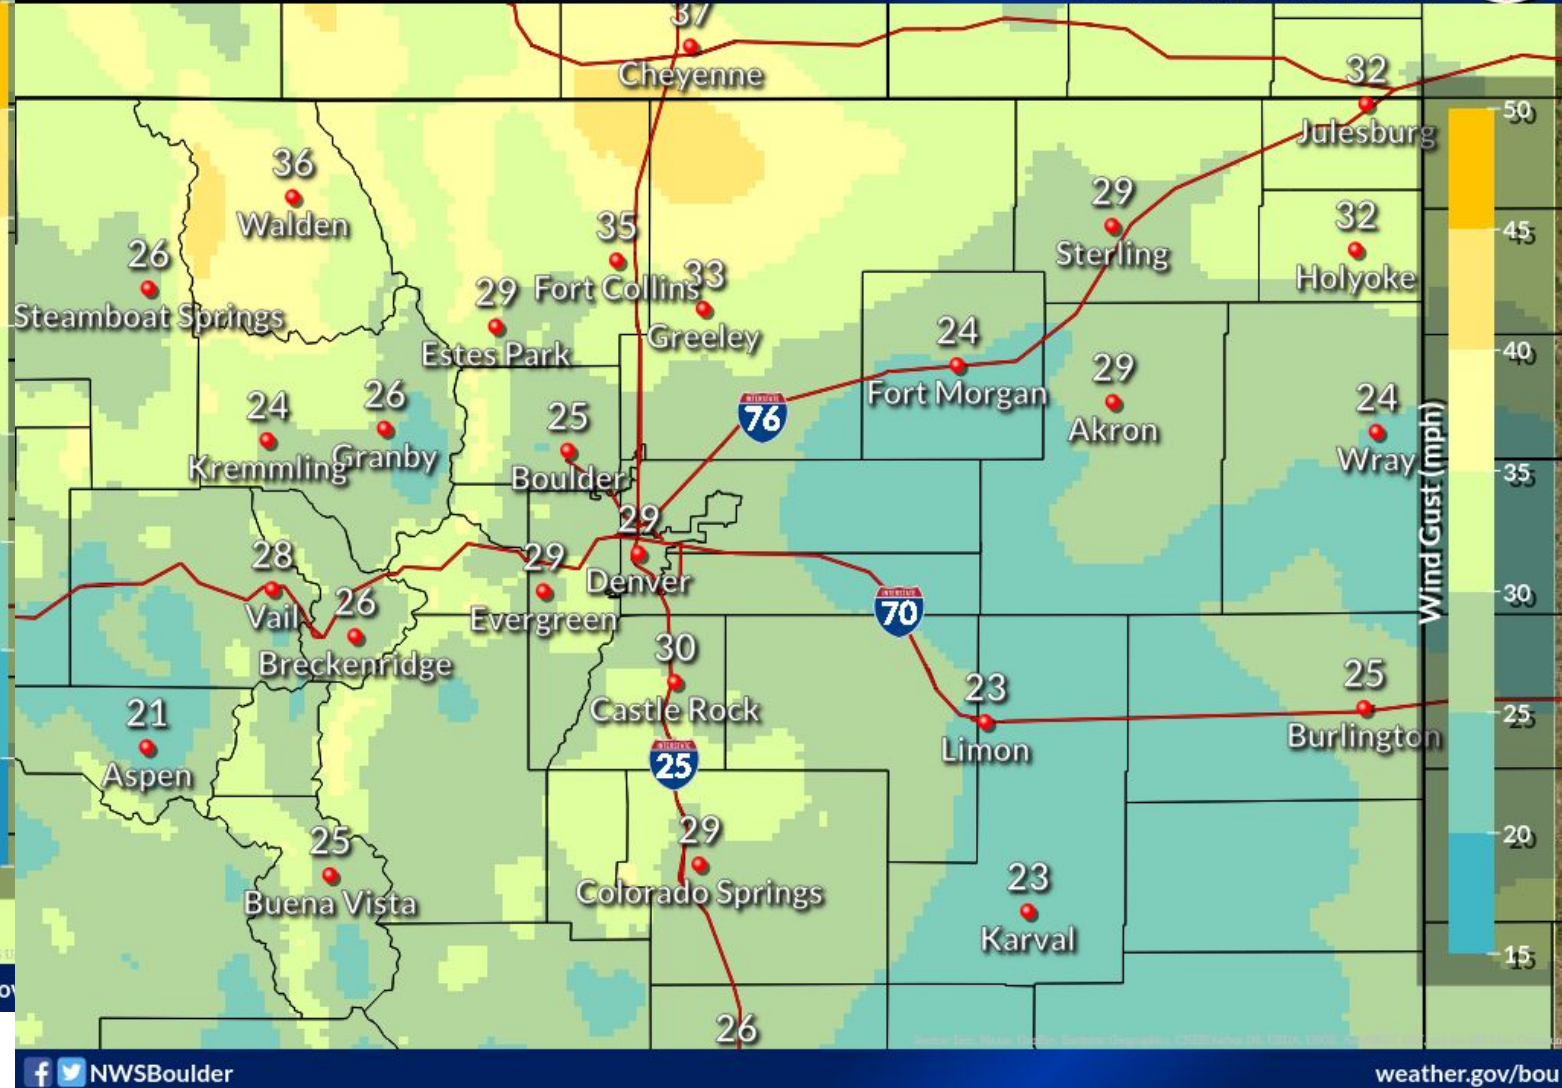 37
Cheyenne
32
Julesburg
36
Walden
29
Sterling
32
Holyoke
35
Fort Collins
26
Steamboat Springs
29
Estes Park
33
Greeley
24
Fort Morgan
29
Akron
24
Wray
24
Kremmling
26
Granby
25
Boulder
INTERSTATE
76
29
Denver
28
Vail
26
Breckenridge
29
Evergreen
INTERSTATE
70
30
Castle Rock
23
Limon
25
Burlington
21
Aspen
INTERSTATE
25
25
Buena Vista
29
Colorado Springs
23
Karval
26
Wind Gust (mph)
50
45
40
35
30
25
20
15
NWSBoulder
weather.gov/bou